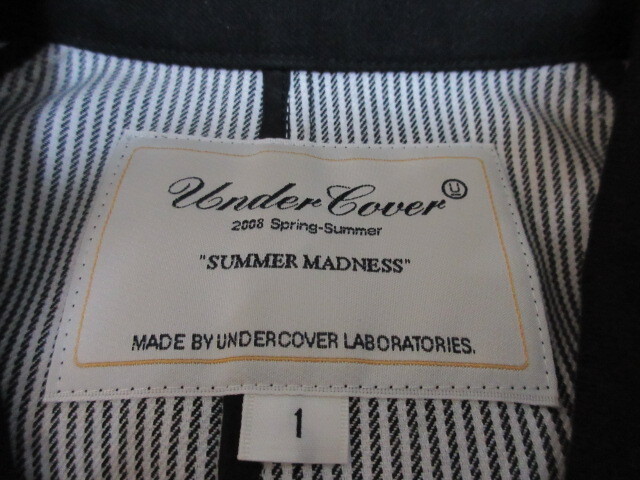 UnderCover U
2008 Spring-Summer
"SUMMER MADNESS"
MADE BY UNDERCOVER LABORATORIES.
1